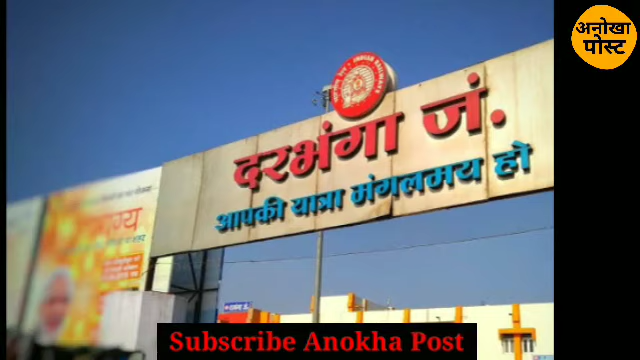 अनोखा
पोस्ट
दरभंगा जं.
आपकी यात्रा मंगलमय हो
Subscribe Anokha Post